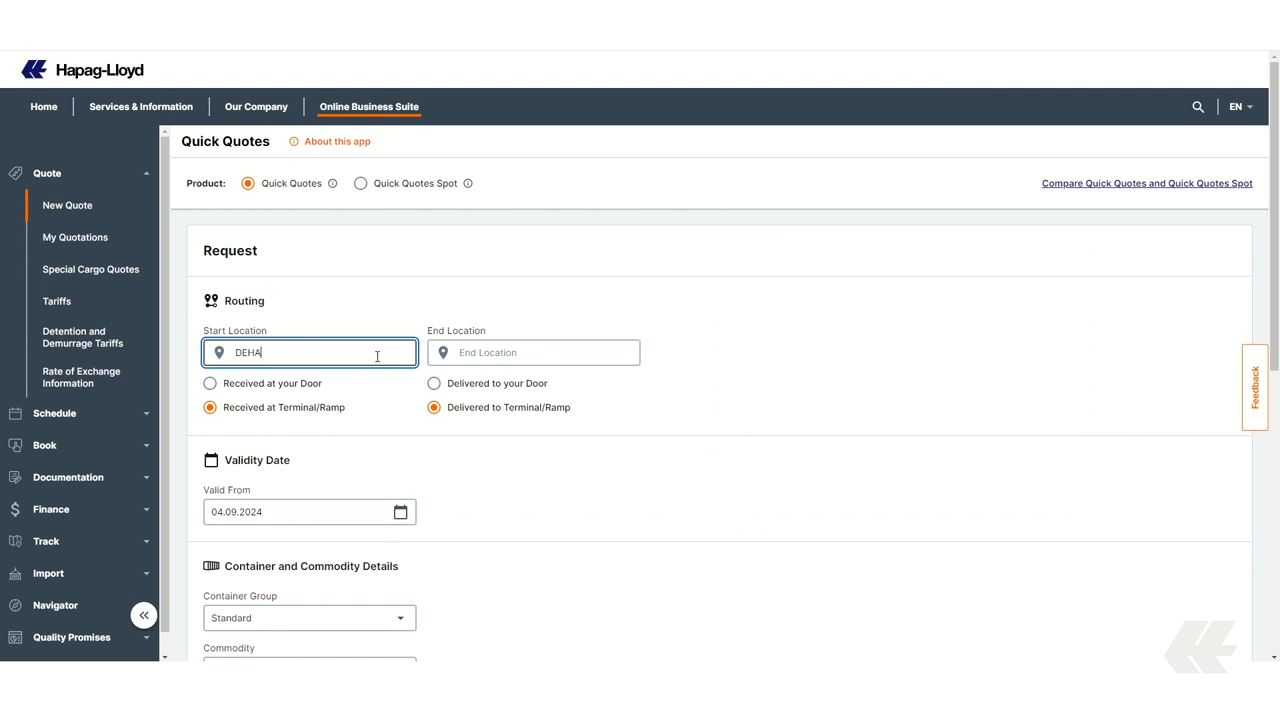 Hapag-Lloyd
Home Services & Information Our Company Online Business Suite EN
Quick Quotes About this app
Product: Quick Quotes Quick Quotes Spot Compare Quick Quotes and Quick Quotes Spot
Quote
New Quote
My Quotations
Special Cargo Quotes
Tariffs
Detention and
Demurrage Tariffs
Rate of Exchange
Information
Schedule
Book
Documentation
Finance
Track
Import
Navigator
Quality Promises
Request
Routing
Start Location End Location
DEHA End Location
Received at your Door Delivered to your Door
Received at Terminal/Ramp Delivered to Terminal/Ramp
Validity Date
Valid From
04.09.2024
Container and Commodity Details
Container Group
Standard
Commodity
Feedback